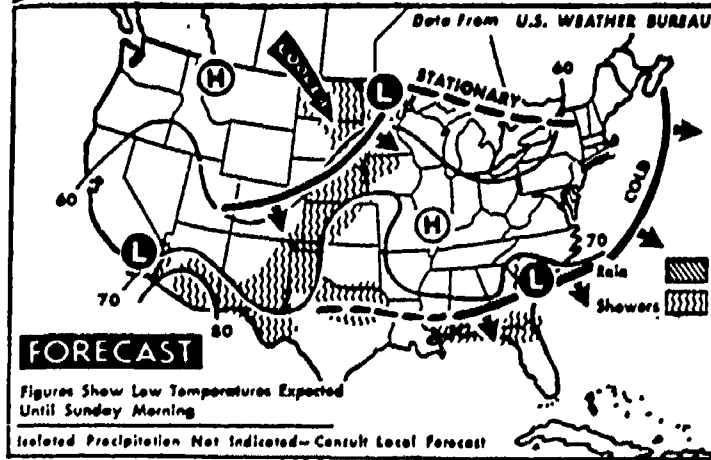 Data From U.S. WEATHER BUREAU
COOLER
H
L
STATIONARY
60
60
COLD
H
L
70
L
70
80
Rain
Showers
FORECAST
Figures Show Low Temperatures Expected
Until Sunday Morning
Isolated Precipitation Not Indicated—Consult Local Forecast